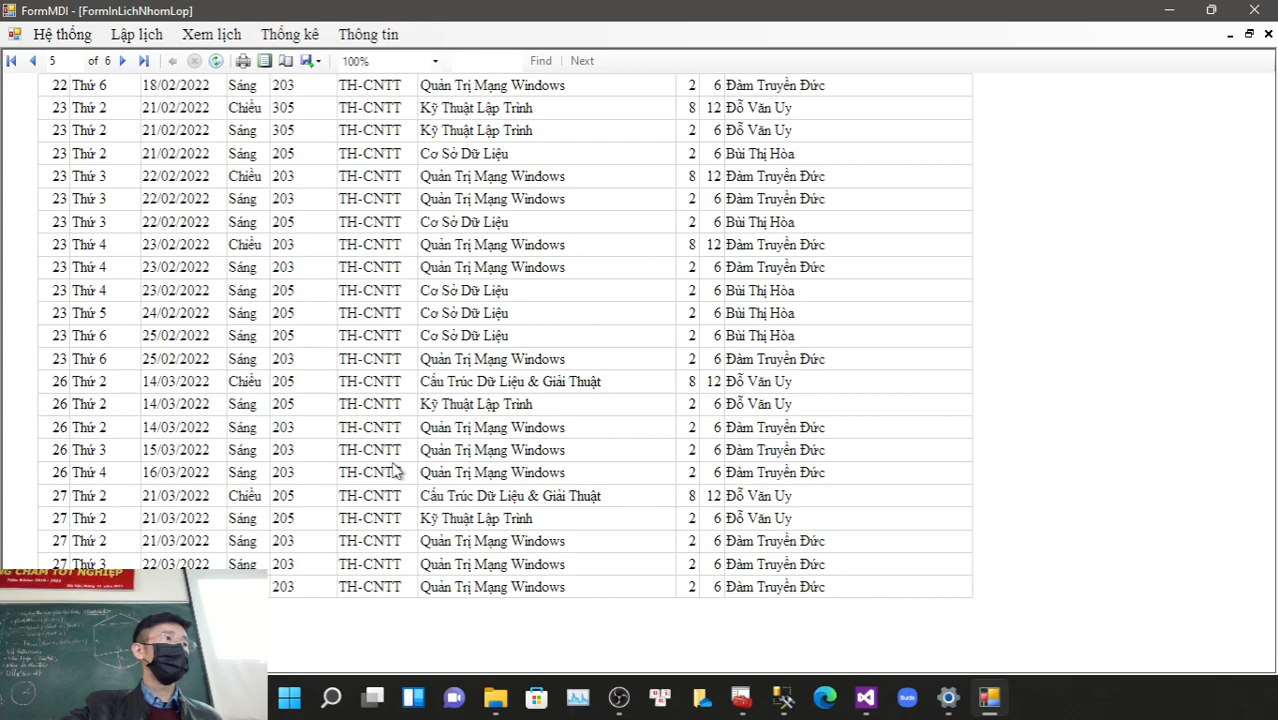 FormMDI - [FormInLichNhomLop]
Hệ thống Lập lịch Xem lịch Thống kê Thông tin
5 of 6 100% Find Next
22 Thứ 6 18/02/2022 Sáng 203 TH-CNTT Quản Trị Mạng Windows 2 6 Đàm Truyền Đức
23 Thứ 2 21/02/2022 Chiều 305 TH-CNTT Kỹ Thuật Lập Trình 8 12 Đỗ Văn Uy
23 Thứ 2 21/02/2022 Sáng 305 TH-CNTT Kỹ Thuật Lập Trình 2 6 Đỗ Văn Uy
23 Thứ 2 21/02/2022 Sáng 205 TH-CNTT Cơ Sở Dữ Liệu 2 6 Bùi Thị Hòa
23 Thứ 3 22/02/2022 Chiều 203 TH-CNTT Quản Trị Mạng Windows 8 12 Đàm Truyền Đức
23 Thứ 3 22/02/2022 Sáng 203 TH-CNTT Quản Trị Mạng Windows 2 6 Đàm Truyền Đức
23 Thứ 3 22/02/2022 Sáng 205 TH-CNTT Cơ Sở Dữ Liệu 2 6 Bùi Thị Hòa
23 Thứ 4 23/02/2022 Chiều 203 TH-CNTT Quản Trị Mạng Windows 8 12 Đàm Truyền Đức
23 Thứ 4 23/02/2022 Sáng 203 TH-CNTT Quản Trị Mạng Windows 2 6 Đàm Truyền Đức
23 Thứ 4 23/02/2022 Sáng 205 TH-CNTT Cơ Sở Dữ Liệu 2 6 Bùi Thị Hòa
23 Thứ 5 24/02/2022 Sáng 205 TH-CNTT Cơ Sở Dữ Liệu 2 6 Bùi Thị Hòa
23 Thứ 6 25/02/2022 Sáng 205 TH-CNTT Cơ Sở Dữ Liệu 2 6 Bùi Thị Hòa
23 Thứ 6 25/02/2022 Sáng 203 TH-CNTT Quản Trị Mạng Windows 2 6 Đàm Truyền Đức
26 Thứ 2 14/03/2022 Chiều 205 TH-CNTT Cấu Trúc Dữ Liệu & Giải Thuật 8 12 Đỗ Văn Uy
26 Thứ 2 14/03/2022 Sáng 205 TH-CNTT Kỹ Thuật Lập Trình 2 6 Đỗ Văn Uy
26 Thứ 2 14/03/2022 Sáng 203 TH-CNTT Quản Trị Mạng Windows 2 6 Đàm Truyền Đức
26 Thứ 3 15/03/2022 Sáng 203 TH-CNTT Quản Trị Mạng Windows 2 6 Đàm Truyền Đức
26 Thứ 4 16/03/2022 Sáng 203 TH-CNTT Quản Trị Mạng Windows 2 6 Đàm Truyền Đức
27 Thứ 2 21/03/2022 Chiều 205 TH-CNTT Cấu Trúc Dữ Liệu & Giải Thuật 8 12 Đỗ Văn Uy
27 Thứ 2 21/03/2022 Sáng 205 TH-CNTT Kỹ Thuật Lập Trình 2 6 Đỗ Văn Uy
27 Thứ 2 21/03/2022 Sáng 203 TH-CNTT Quản Trị Mạng Windows 2 6 Đàm Truyền Đức
27 Thứ 3 22/03/2022 Sáng 203 TH-CNTT Quản Trị Mạng Windows 2 6 Đàm Truyền Đức
203 TH-CNTT Quản Trị Mạng Windows 2 6 Đàm Truyền Đức
CHẤM TỐT NGHIỆP